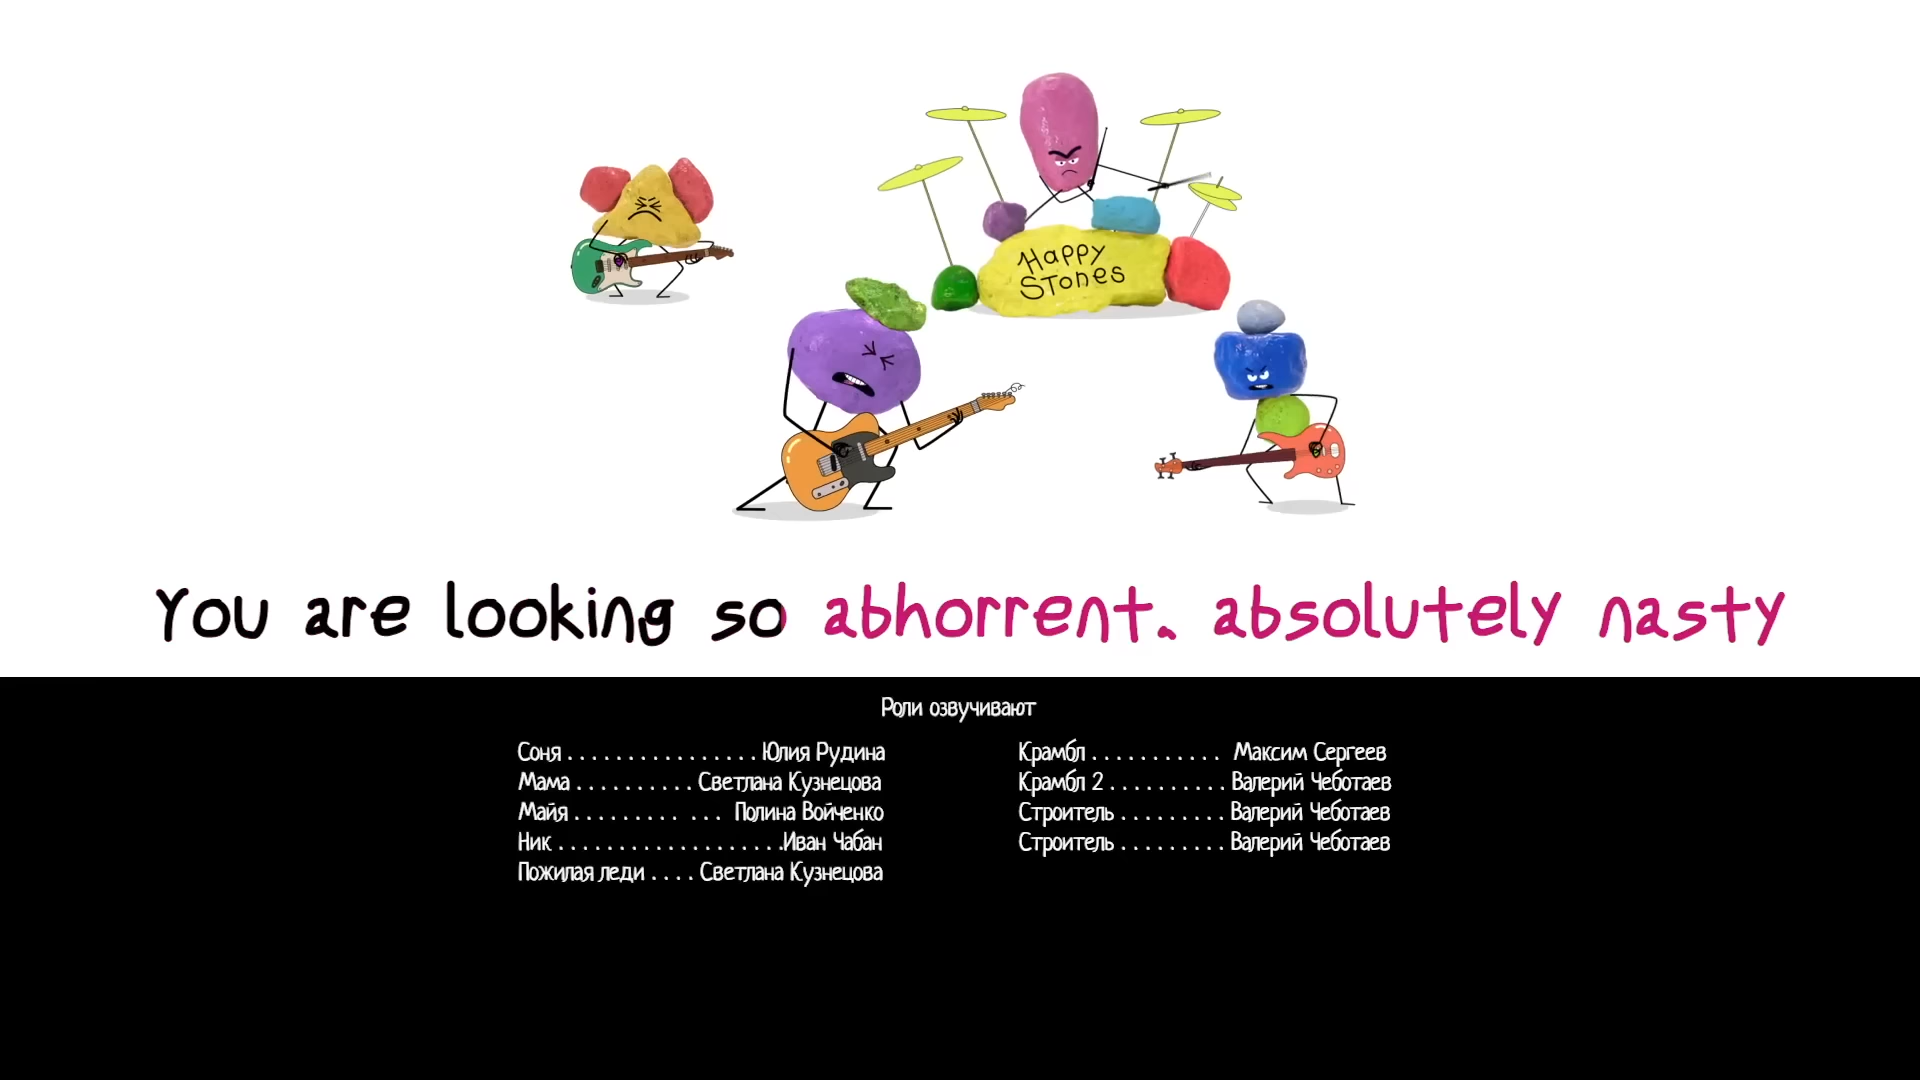 Happy
Stones
You are looking so abhorrent. absolutely nasty
Роли озвучивают
Соня . . . . . . . . . . . . . . . . Юлия Рудина
Мама . . . . . . . . . . Светлана Кузнецова
Майя . . . . . . . . . . . . Полина Войченко
Ник . . . . . . . . . . . . . . . . . . .Иван Чабан
Пожилая леди . . . . Светлана Кузнецова
Крамбл . . . . . . . . . . . Максим Сергеев
Крамбл 2 . . . . . . . . . . Валерий Чеботаев
Строитель . . . . . . . . . Валерий Чеботаев
Строитель . . . . . . . . . Валерий Чеботаев